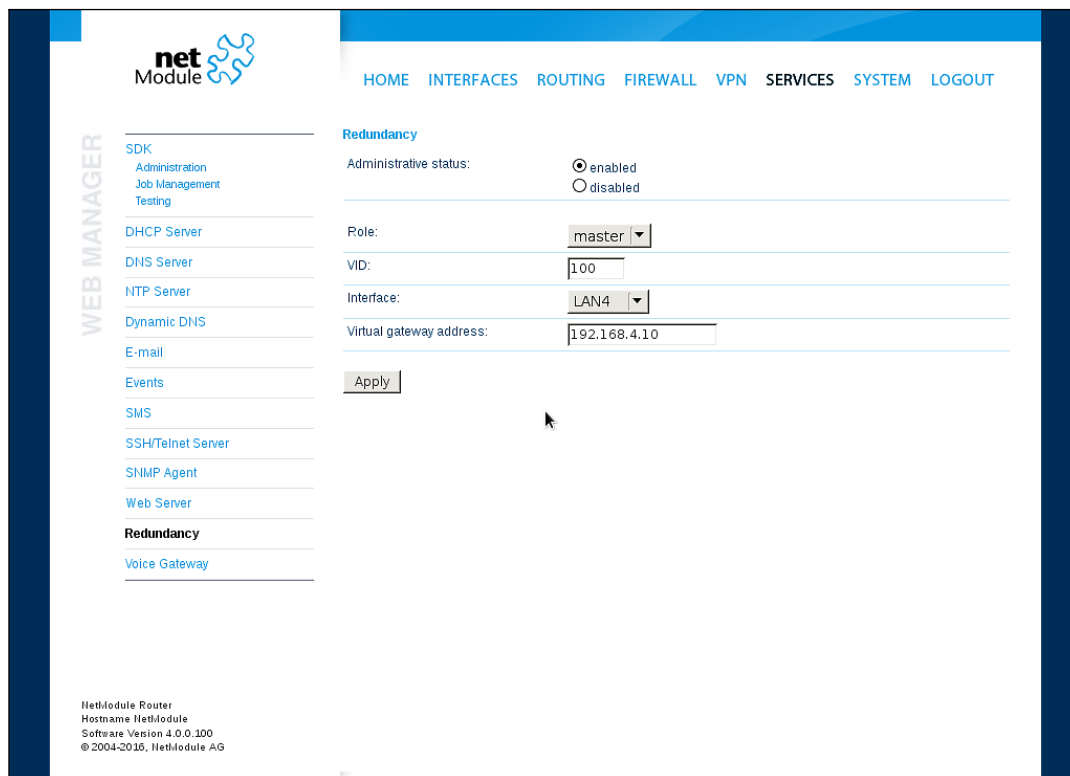 net
Module
HOME INTERFACES ROUTING FIREWALL VPN SERVICES SYSTEM LOGOUT
WEB MANAGER
SDK
Administration
Job Management
Testing
DHCP Server
DNS Server
NTP Server
Dynamic DNS
E-mail
Events
SMS
SSH/Telnet Server
SNMP Agent
Web Server
Redundancy
Voice Gateway
Redundancy
Administrative status:
enabled
disabled
Role: master
VID: 100
Interface: LAN4
Virtual gateway address: 192.168.4.10
Apply
NetModule Router
Hostname NetModule
Software Version 4.0.0.100
© 2004-2016, NetModule AG